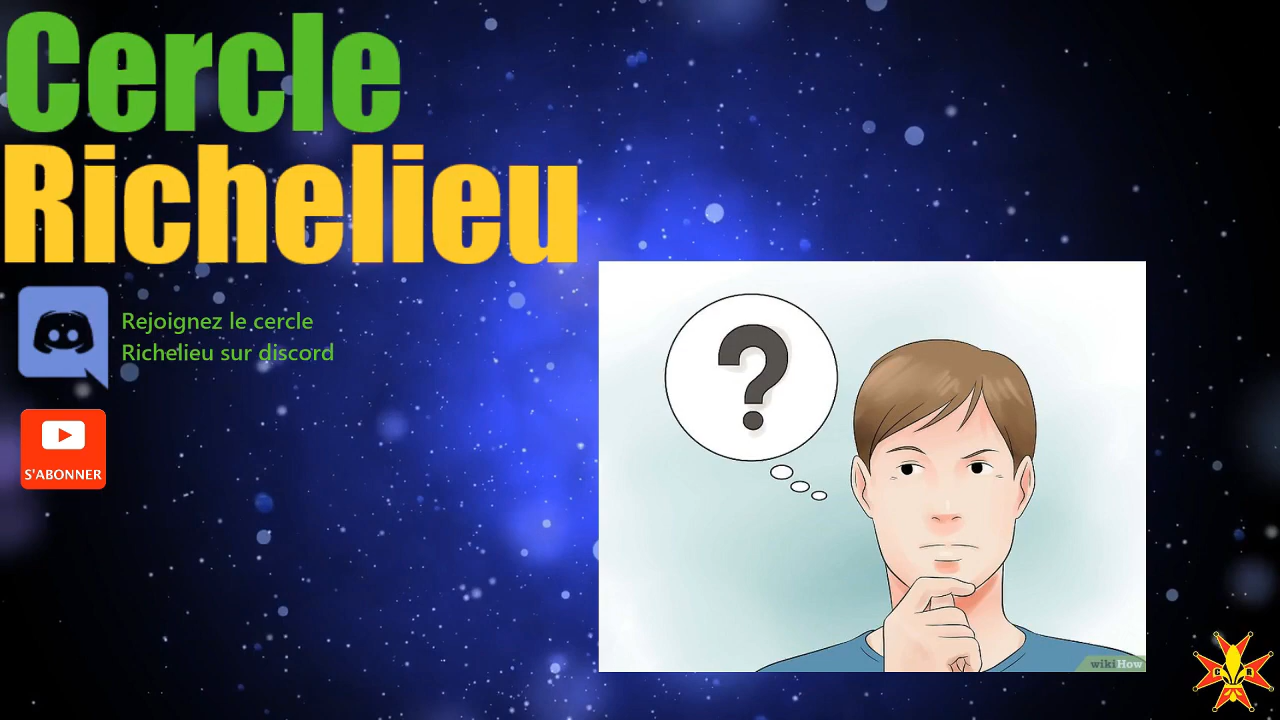 Cercle
Richelieu
Rejoignez le cercle
Richelieu sur discord
S'ABONNER
?
wikiHow
C R